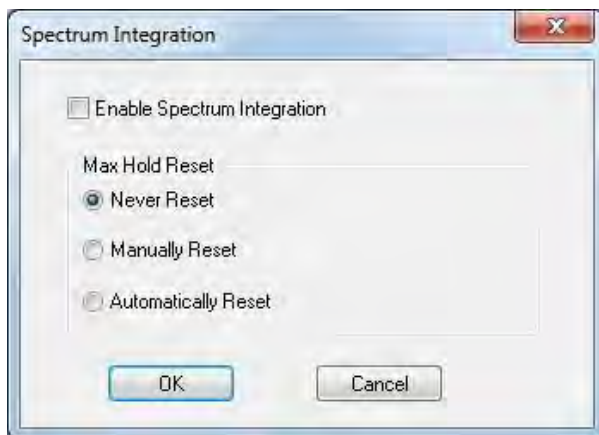 Spectrum Integration
Enable Spectrum Integration
Max Hold Reset
Never Reset
Manually Reset
Automatically Reset
OK
Cancel